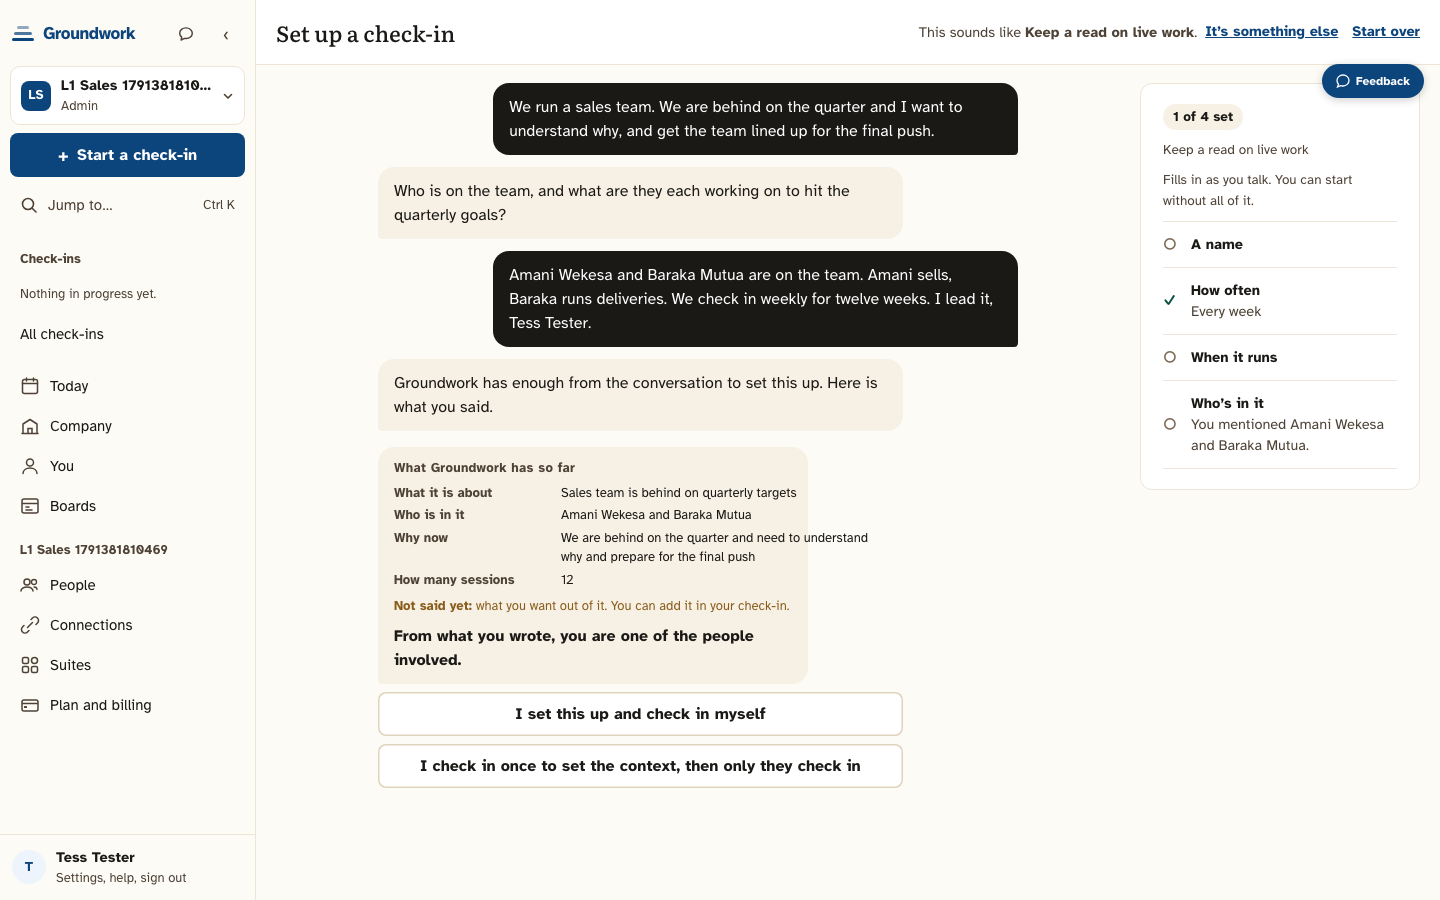 Groundwork
LS
L1 Sales 1791381810...
Admin
+ Start a check-in
Jump to...
Ctrl K
Check-ins
Nothing in progress yet.
All check-ins
Today
Company
You
Boards
L1 Sales 1791381810469
People
Connections
Suites
Plan and billing
T
Tess Tester
Settings, help, sign out
Set up a check-in
This sounds like Keep a read on live work. It's something else Start over
Feedback
We run a sales team. We are behind on the quarter and I want to
understand why, and get the team lined up for the final push.
Who is on the team, and what are they each working on to hit the
quarterly goals?
Amani Wekesa and Baraka Mutua are on the team. Amani sells,
Baraka runs deliveries. We check in weekly for twelve weeks. I lead it,
Tess Tester.
Groundwork has enough from the conversation to set this up. Here is
what you said.
What Groundwork has so far
What it is about Sales team is behind on quarterly targets
Who is in it Amani Wekesa and Baraka Mutua
Why now We are behind on the quarter and need to understand
why and prepare for the final push
How many sessions 12
Not said yet: what you want out of it. You can add it in your check-in.
From what you wrote, you are one of the people
involved.
I set this up and check in myself
I check in once to set the context, then only they check in
1 of 4 set
Keep a read on live work
Fills in as you talk. You can start
without all of it.
A name
How often
Every week
When it runs
Who's in it
You mentioned Amani Wekesa
and Baraka Mutua.